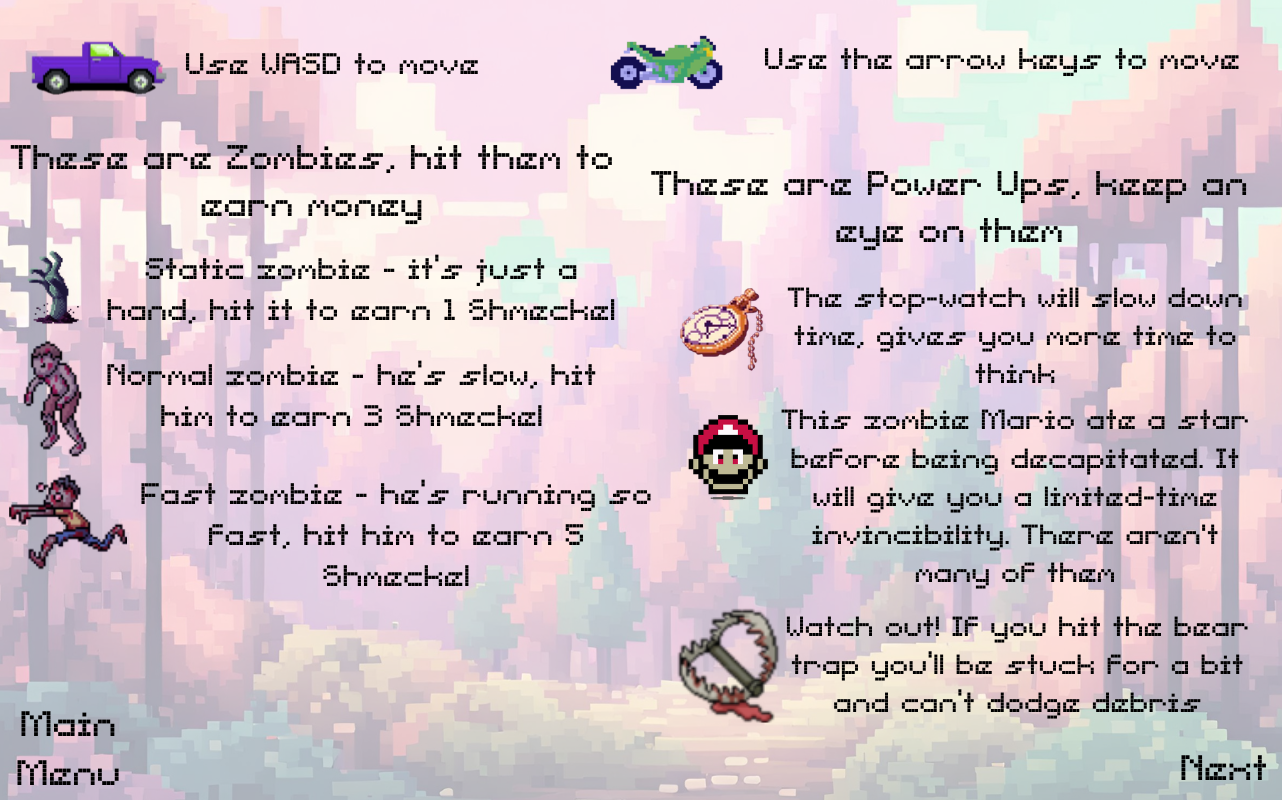 Use WASD to move
Use the arrow keys to move
These are Zombies, hit them to
earn money
Static zombie - it's just a
hand, hit it to earn 1 Shmeckel
Normal zombie - he's slow, hit
him to earn 3 Shmeckel
Fast zombie - he's running so
fast, hit him to earn 5
Shmeckel
These are Power Ups, keep an
eye on them
The stop-watch will slow down
time, gives you more time to
think
This zombie Mario ate a star
before being decapitated. It
will give you a limited-time
invincibility. There aren't
many of them
Watch out! If you hit the bear
trap you'll be stuck for a bit
and can't dodge debris
Main
Menu
Next